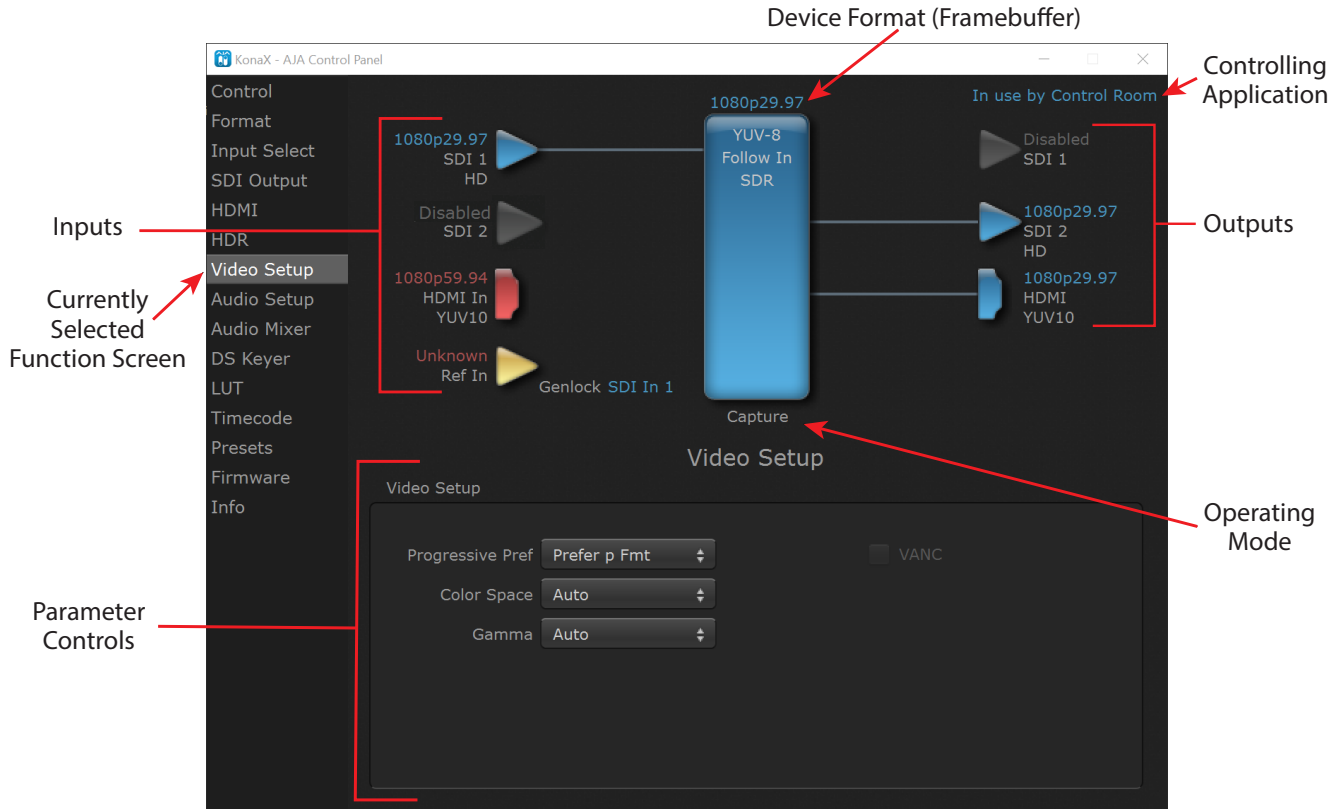 Device Format (Framebuffer)
KonaX - AJA Control Panel
Controlling
Application
Control
Format
Input Select
SDI Output
HDMI
HDR
Video Setup
Audio Setup
Audio Mixer
DS Keyer
LUT
Timecode
Presets
Firmware
Info
Inputs
Currently
Selected
Function Screen
1080p29.97
In use by Control Room
1080p29.97
SDI 1
HD
Disabled
SDI 2
1080p59.94
HDMI In
YUV10
Unknown
Ref In
Genlock SDI In 1
YUV-8
Follow In
SDR
Capture
Disabled
SDI 1
1080p29.97
SDI 2
HD
1080p29.97
HDMI
YUV10
Outputs
Operating
Mode
Video Setup
Video Setup
Progressive Pref Prefer p Fmt
VANC
Color Space Auto
Gamma Auto
Parameter
Controls